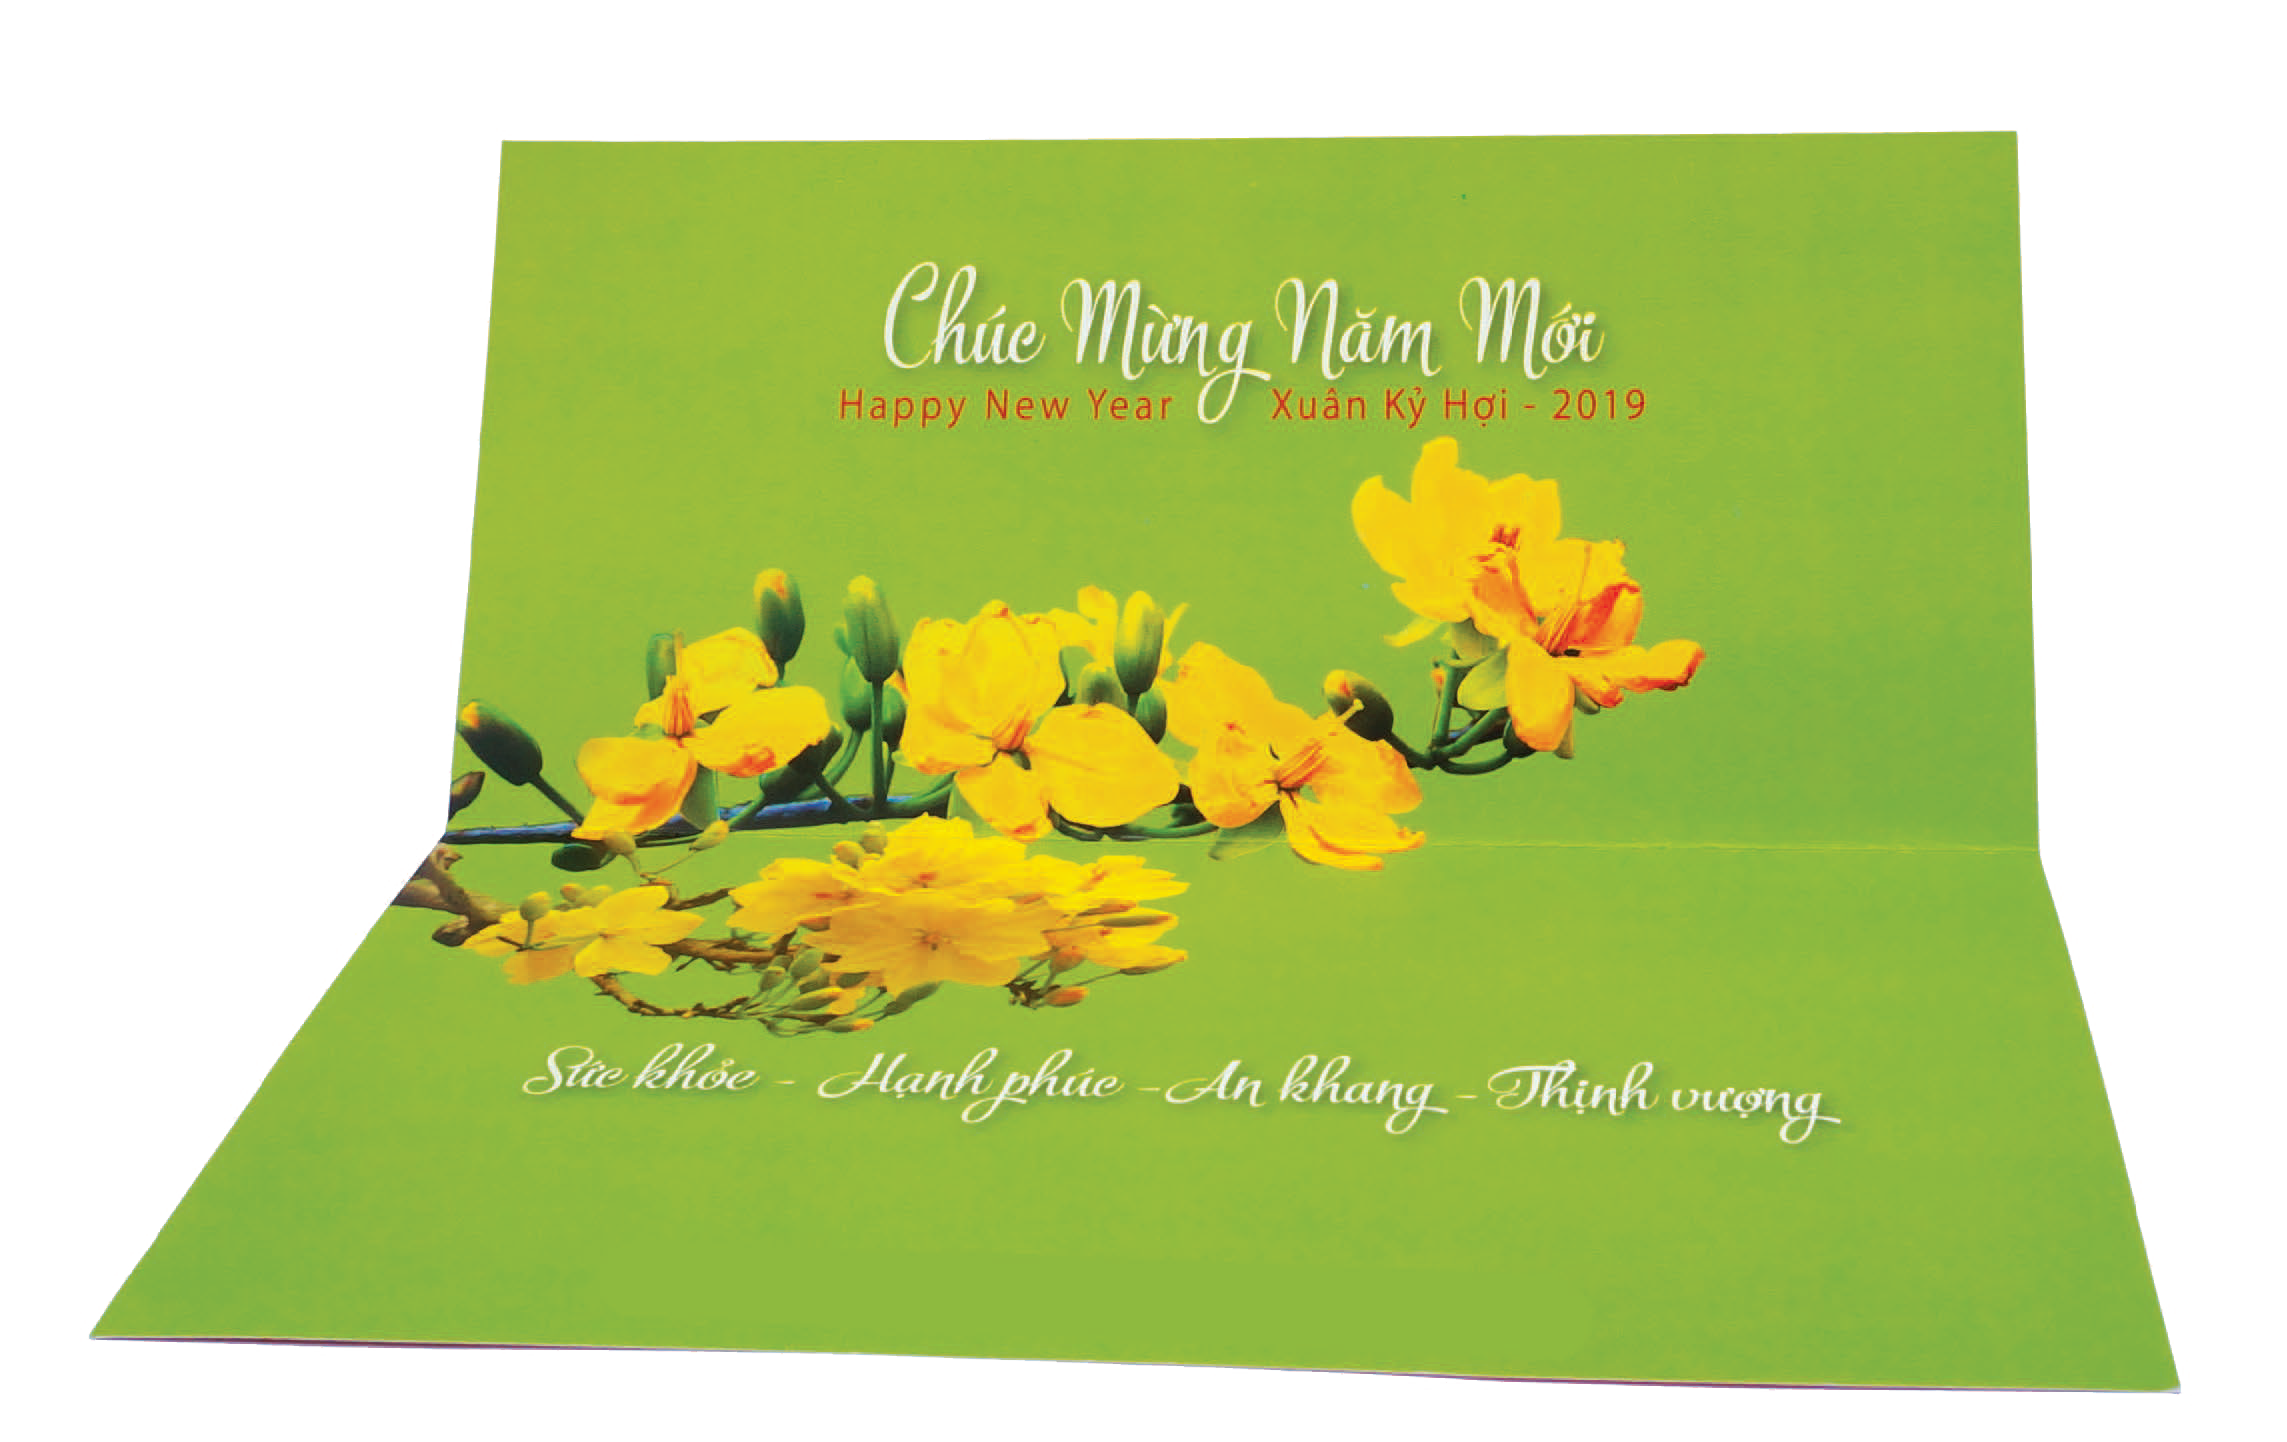 Chúc Mừng Năm Mới
Happy New Year Xuân Kỷ Hợi - 2019
Sức khỏe - Hạnh phúc - An khang - Thịnh vượng